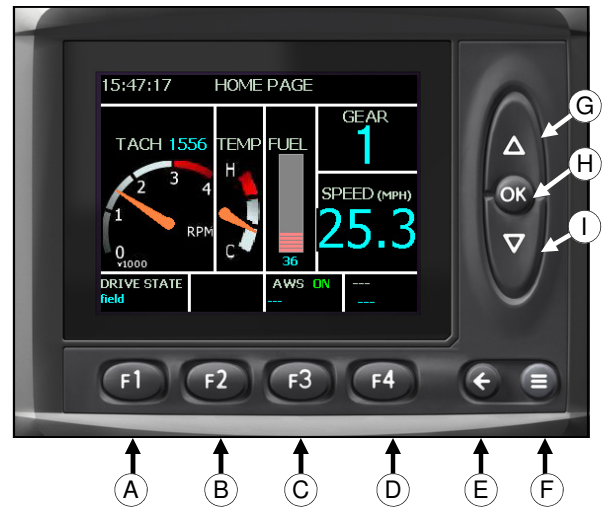 15:47:17 HOME PAGE
TACH 1556
0 1 2 3 4
x1000
RPM
TEMP
H
C
FUEL
36
GEAR
1
SPEED (MPH)
25.3
DRIVE STATE
field
AWS ON
---
---
---
F1 F2 F3 F4
OK
G
H
I
A B C D E F